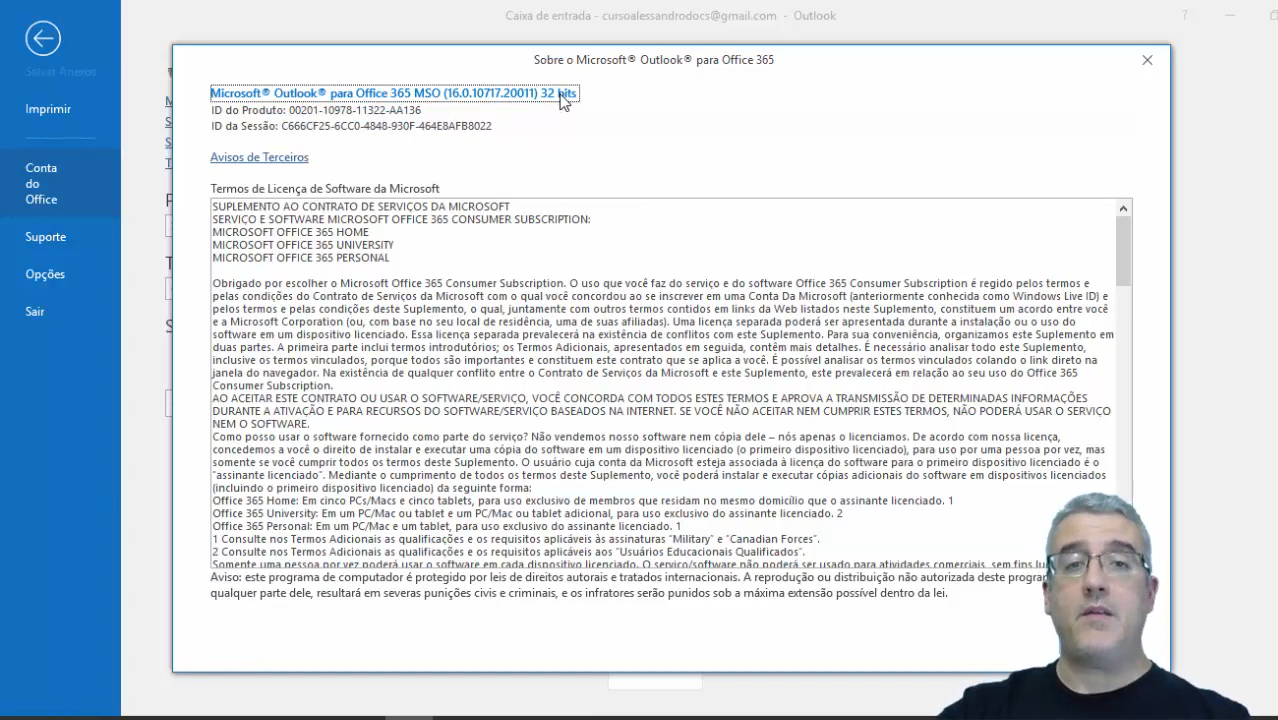 Caixa de entrada - cursoalessandrodocs@gmail.com - Outlook
?
Salvar Anexos
Imprimir
Conta
do
Office
Suporte
Opções
Sair
Sobre o Microsoft® Outlook® para Office 365
Microsoft® Outlook® para Office 365 MSO (16.0.10717.20011) 32 bits
ID do Produto: 00201-10978-11322-AA136
ID da Sessão: C666CF25-6CC0-4848-930F-464E8AFB8022
Avisos de Terceiros
Termos de Licença de Software da Microsoft
SUPLEMENTO AO CONTRATO DE SERVIÇOS DA MICROSOFT
SERVIÇO E SOFTWARE MICROSOFT OFFICE 365 CONSUMER SUBSCRIPTION:
MICROSOFT OFFICE 365 HOME
MICROSOFT OFFICE 365 UNIVERSITY
MICROSOFT OFFICE 365 PERSONAL
Obrigado por escolher o Microsoft Office 365 Consumer Subscription. O uso que você faz do serviço e do software Office 365 Consumer Subscription é regido pelos termos e
pelas condições do Contrato de Serviços da Microsoft com o qual você concordou ao se inscrever em uma Conta Da Microsoft (anteriormente conhecida como Windows Live ID) e
pelos termos e pelas condições deste Suplemento, o qual, juntamente com outros termos contidos em links da Web listados neste Suplemento, constituem um acordo entre você
e a Microsoft Corporation (ou, com base no seu local de residência, uma de suas afiliadas). Uma licença separada poderá ser apresentada durante a instalação ou o uso do
software em um dispositivo licenciado. Essa licença separada prevalecerá na existência de conflitos com este Suplemento. Para sua conveniência, organizamos este Suplemento em
duas partes. A primeira parte inclui termos introdutórios; os Termos Adicionais, apresentados em seguida, contêm mais detalhes. É necessário analisar todo este Suplemento,
inclusive os termos vinculados, porque todos são importantes e constituem este contrato que se aplica a você. É possível analisar os termos vinculados colando o link direto na
janela do navegador. Na existência de qualquer conflito entre o Contrato de Serviços da Microsoft e este Suplemento, este prevalecerá em relação ao seu uso do Office 365
Consumer Subscription.
AO ACEITAR ESTE CONTRATO OU USAR O SOFTWARE/SERVIÇO, VOCÊ CONCORDA COM TODOS ESTES TERMOS E APROVA A TRANSMISSÃO DE DETERMINADAS INFORMAÇÕES
DURANTE A ATIVAÇÃO E PARA RECURSOS DO SOFTWARE/SERVIÇO BASEADOS NA INTERNET. SE VOCÊ NÃO ACEITAR NEM CUMPRIR ESTES TERMOS, NÃO PODERÁ USAR O SERVIÇO
NEM O SOFTWARE.
Como posso usar o software fornecido como parte do serviço? Não vendemos nosso software nem cópia dele – nós apenas o licenciamos. De acordo com nossa licença,
concedemos a você o direito de instalar e executar uma cópia do software em um dispositivo licenciado (o primeiro dispositivo licenciado), para uso por uma pessoa por vez, mas
somente se você cumprir todos os termos deste Suplemento. O usuário cuja conta da Microsoft esteja associada à licença do software para o primeiro dispositivo licenciado é o
"assinante licenciado". Mediante o cumprimento de todos os termos deste Suplemento, você poderá instalar e executar cópias adicionais do software em dispositivos licenciados
(incluindo o primeiro dispositivo licenciado) da seguinte forma:
Office 365 Home: Em cinco PCs/Macs e cinco tablets, para uso exclusivo de membros que residam no mesmo domicílio que o assinante licenciado. 1
Office 365 University: Em um PC/Mac ou tablet e um PC/Mac ou tablet adicional, para uso exclusivo do assinante licenciado. 2
Office 365 Personal: Em um PC/Mac e um tablet, para uso exclusivo do assinante licenciado. 1
1 Consulte nos Termos Adicionais as qualificações e os requisitos aplicáveis às assinaturas "Military" e "Canadian Forces".
2 Consulte nos Termos Adicionais as qualificações e os requisitos aplicáveis aos "Usuários Educacionais Qualificados".
Somente uma pessoa por vez poderá usar o software em cada dispositivo licenciado. O serviço/software não poderá ser usado para atividades comerciais, sem fins
Aviso: este programa de computador é protegido por leis de direitos autorais e tratados internacionais. A reprodução ou distribuição não autorizada deste
qualquer parte dele, resultará em severas punições civis e criminais, e os infratores serão punidos sob a máxima extensão possível dentro da lei.